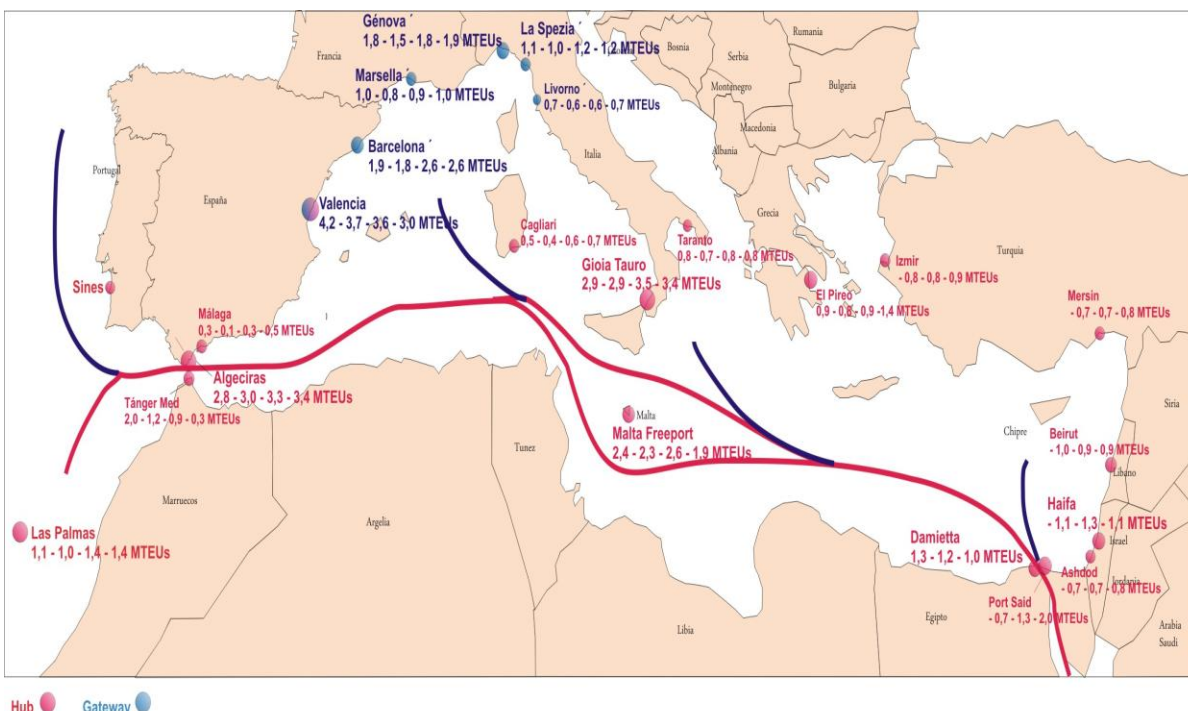 Génova ´
1,8 - 1,5 - 1,8 - 1,9 MTEUs
La Spezia ´
1,1 - 1,0 - 1,2 - 1,2 MTEUs
Rumania
Bosnia
Serbia
Francia
Marsella ´
1,0 - 0,8 - 0,9 - 1,0 MTEUs
Livorno ´
0,7 - 0,6 - 0,6 - 0,7 MTEUs
Montenegro
Bulgaria
Macedonia
Albania
Italia
Barcelona ´
1,9 - 1,8 - 2,6 - 2,6 MTEUs
Portugal
España
Valencia
4,2 - 3,7 - 3,6 - 3,0 MTEUs
Grecia
Cagliari
0,5 - 0,4 - 0,6 - 0,7 MTEUs
Taranto
0,8 - 0,7 - 0,8 - 0,8 MTEUs
Turquia
Gioia Tauro
2,9 - 2,9 - 3,5 - 3,4 MTEUs
Izmir
- 0,8 - 0,8 - 0,9 MTEUs
Sines
El Pireo
0,9 - 0,8 - 0,9 -1,4 MTEUs
Mersin
- 0,7 - 0,7 - 0,8 MTEUs
Málaga
0,3 - 0,1 - 0,3 - 0,5 MTEUs
Algeciras
2,8 - 3,0 - 3,3 - 3,4 MTEUs
Tánger Med
2,0 - 1,2 - 0,9 - 0,3 MTEUs
Siria
Malta
Malta Freeport
2,4 - 2,3 - 2,6 - 1,9 MTEUs
Chipre
Tunez
Beirut
- 1,0 - 0,9 - 0,9 MTEUs
Líbano
Marruecos
Argelia
Haifa
- 1,1 - 1,3 - 1,1 MTEUs
Las Palmas
1,1 - 1,0 - 1,4 - 1,4 MTEUs
Damietta
1,3 - 1,2 - 1,0 MTEUs
Israel
Ashdod
- 0,7 - 0,7 - 0,8 MTEUs
Jordania
Port Said
- 0,7 - 1,3 - 2,0 MTEUs
Libia
Egipto
Arabia
Saudi
Hub
Gateway